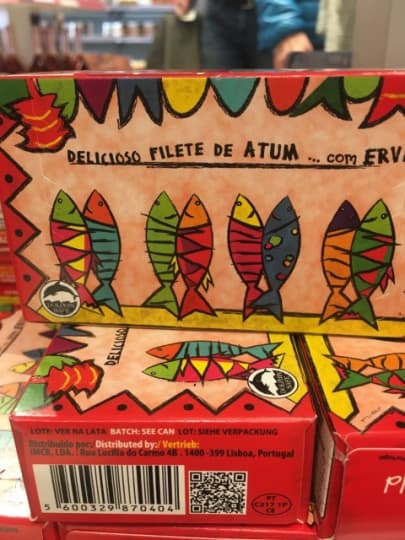 DELICIOSO FILETE DE ATUM ... COM ERV
DELICIOSO
LOTE: VER NA LATA BATCH: SEE CAN LOT: SIEHE VERPACKUNG
Distribuído por:/ Distributed by:/ Vertrieb:
IMCR, LDA. : Rua Lucília do Carmo 4B . 1400-399 Lisboa, Portugal
5 600329 870404
PT
C317 1P
CE